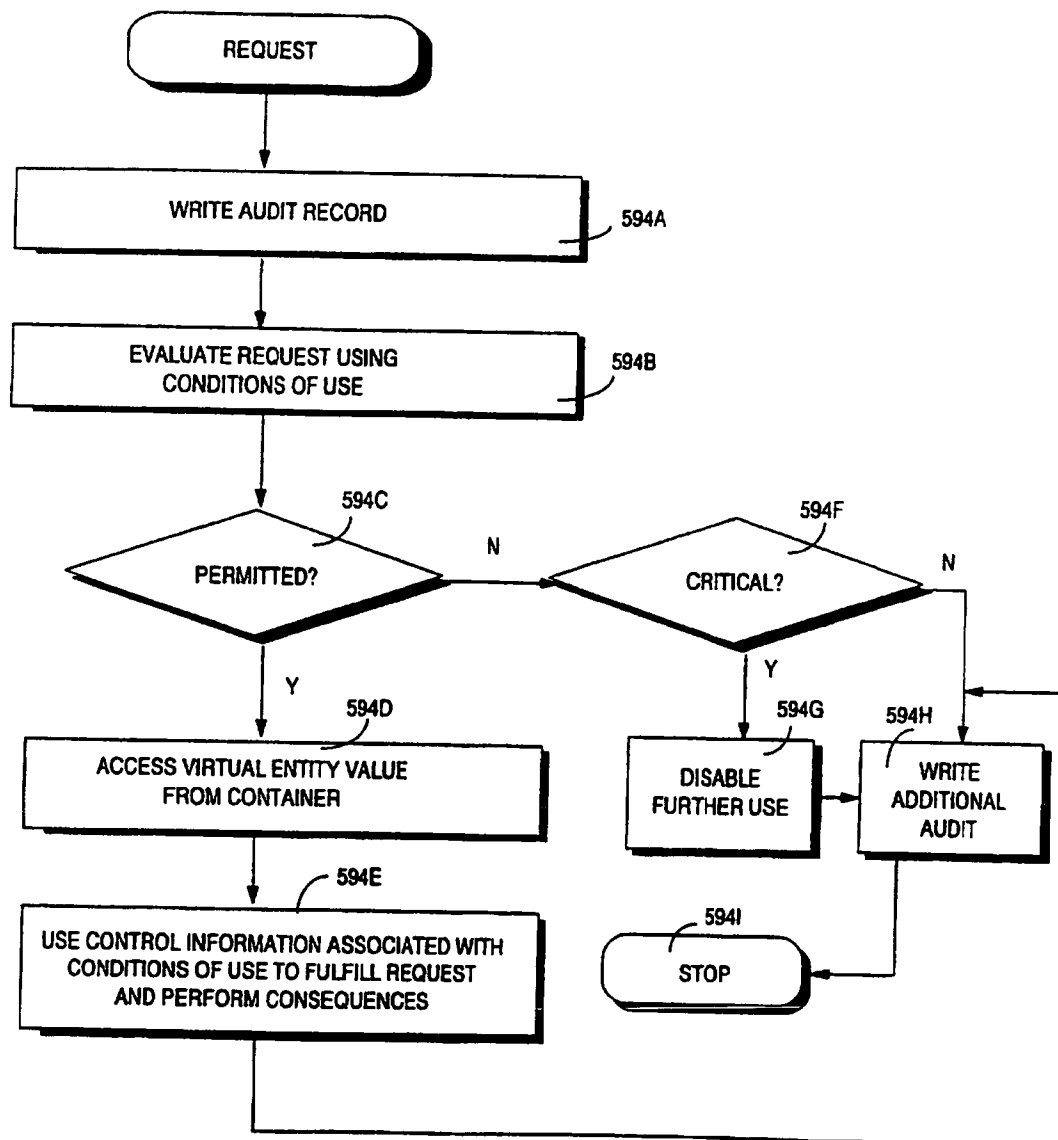 REQUEST
WRITE AUDIT RECORD
594A
EVALUATE REQUEST USING
CONDITIONS OF USE
594B
594C
PERMITTED?
N
594F
CRITICAL?
N
Y
Y
594D
ACCESS VIRTUAL ENTITY VALUE
FROM CONTAINER
594G
DISABLE
FURTHER USE
594H
WRITE
ADDITIONAL
AUDIT
594E
USE CONTROL INFORMATION ASSOCIATED WITH
CONDITIONS OF USE TO FULFILL REQUEST
AND PERFORM CONSEQUENCES
594I
STOP